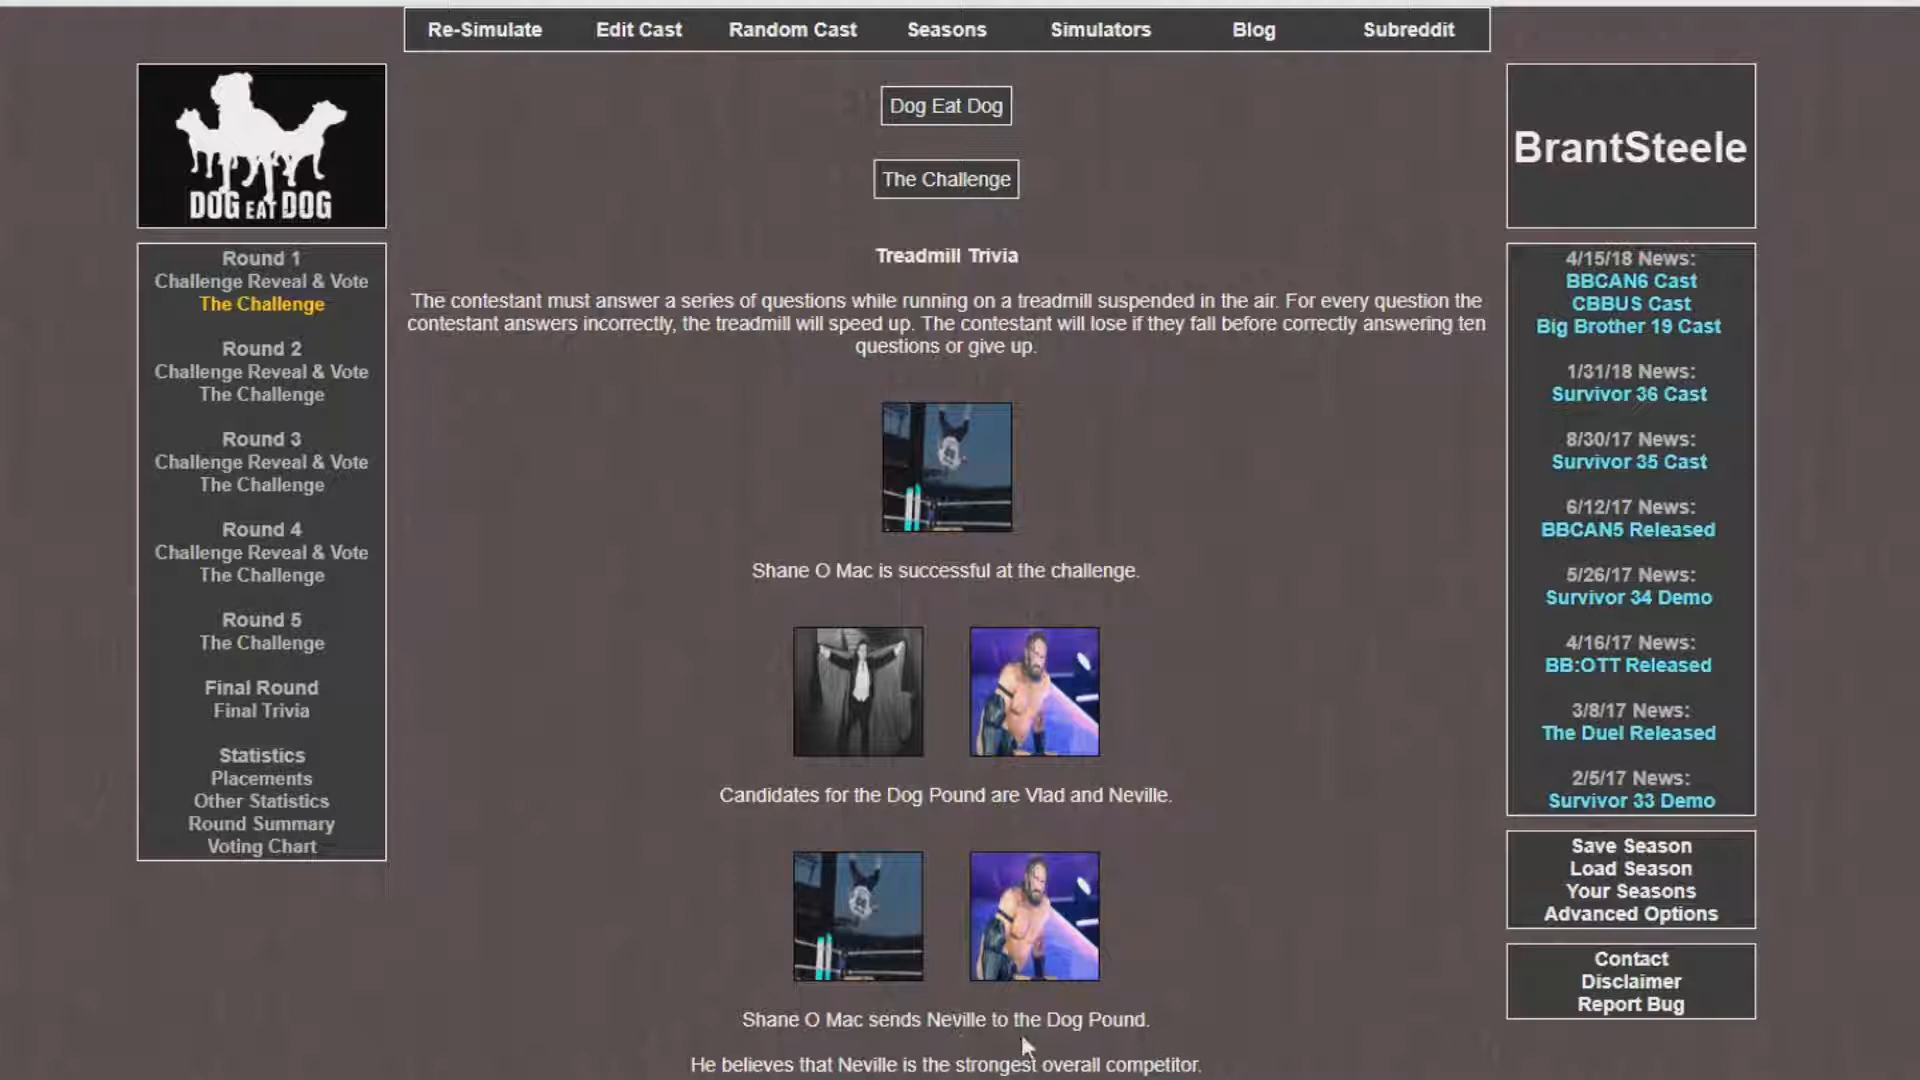 Re-Simulate Edit Cast Random Cast Seasons Simulators Blog Subreddit
DOG EAT DOG
Round 1
Challenge Reveal & Vote
The Challenge
Round 2
Challenge Reveal & Vote
The Challenge
Round 3
Challenge Reveal & Vote
The Challenge
Round 4
Challenge Reveal & Vote
The Challenge
Round 5
The Challenge
Final Round
Final Trivia
Statistics
Placements
Other Statistics
Round Summary
Voting Chart
Dog Eat Dog
The Challenge
Treadmill Trivia
The contestant must answer a series of questions while running on a treadmill suspended in the air. For every question the
contestant answers incorrectly, the treadmill will speed up. The contestant will lose if they fall before correctly answering ten
questions or give up.
Shane O Mac is successful at the challenge.
Candidates for the Dog Pound are Vlad and Neville.
Shane O Mac sends Neville to the Dog Pound.
He believes that Neville is the strongest overall competitor.
BrantSteele
4/15/18 News:
BBCAN6 Cast
CBBUS Cast
Big Brother 19 Cast
1/31/18 News:
Survivor 36 Cast
8/30/17 News:
Survivor 35 Cast
6/12/17 News:
BBCAN5 Released
5/26/17 News:
Survivor 34 Demo
4/16/17 News:
BB:OTT Released
3/8/17 News:
The Duel Released
2/5/17 News:
Survivor 33 Demo
Save Season
Load Season
Your Seasons
Advanced Options
Contact
Disclaimer
Report Bug